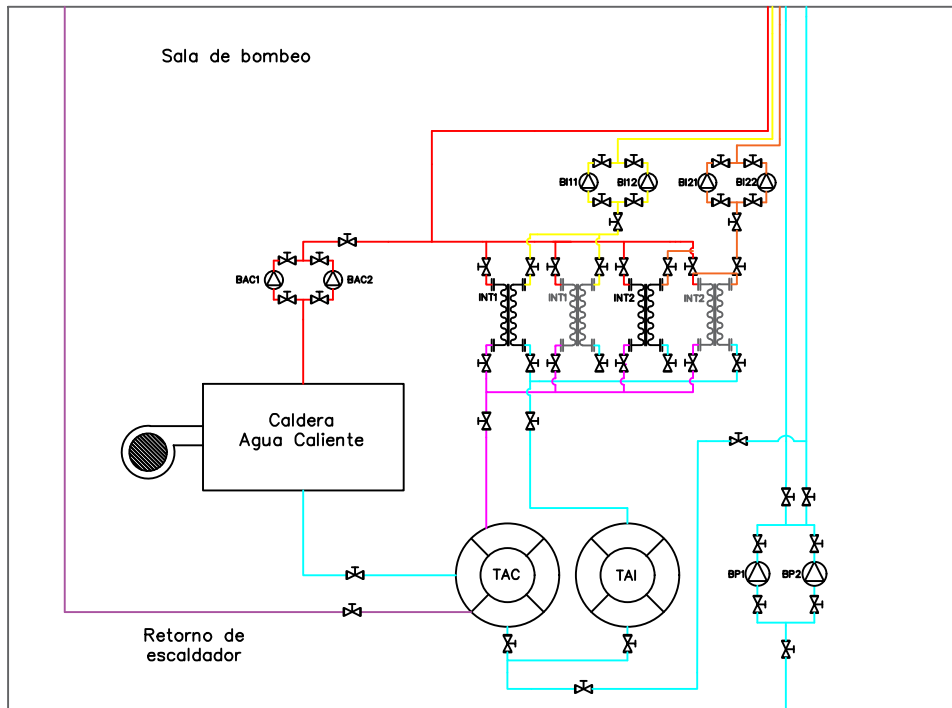 Sala de bombeo
BI11
BI12
BI21
BI22
BAC1
BAC2
INT1
INT1
INT2
INT2
Caldera
Agua Caliente
TAC
TAI
BP1
BP2
Retorno de
escaldador